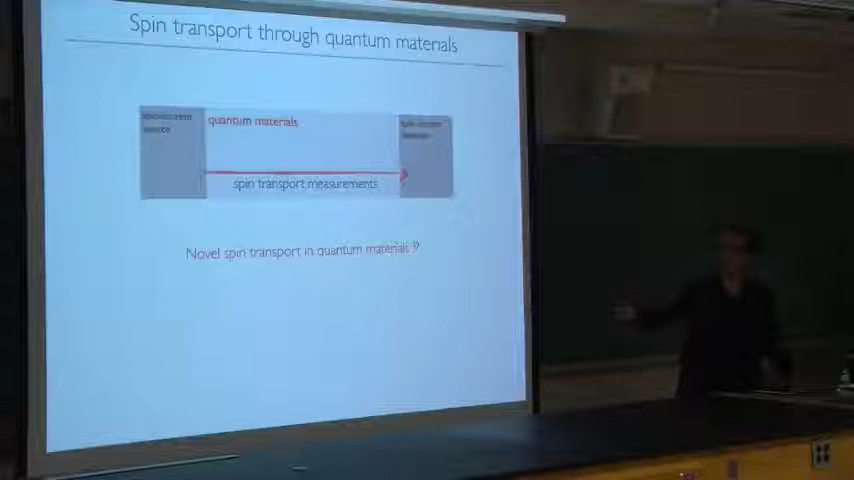 Spin transport through quantum materials
quantum materials
spin transport measurements
Novel spin transport in quantum materials ?